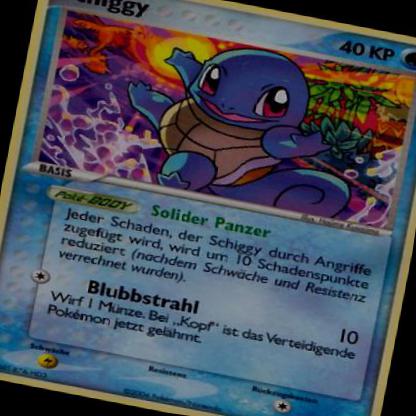 Schiggy
40 KP
BASIS
Poké-BODY Solider Panzer
Jeder Schaden, der Schiggy durch Angriffe
zugefügt wird, wird um 10 Schadenspunkte
reduziert (nachdem Schwäche und Resistenz
verrechnet wurden).
Blubbstrahl 10
Wirf 1 Münze. Bei „Kopf" ist das Verteidigende
Pokémon jetzt gelähmt.
Schwäche
Resistenz
Rückzugskosten